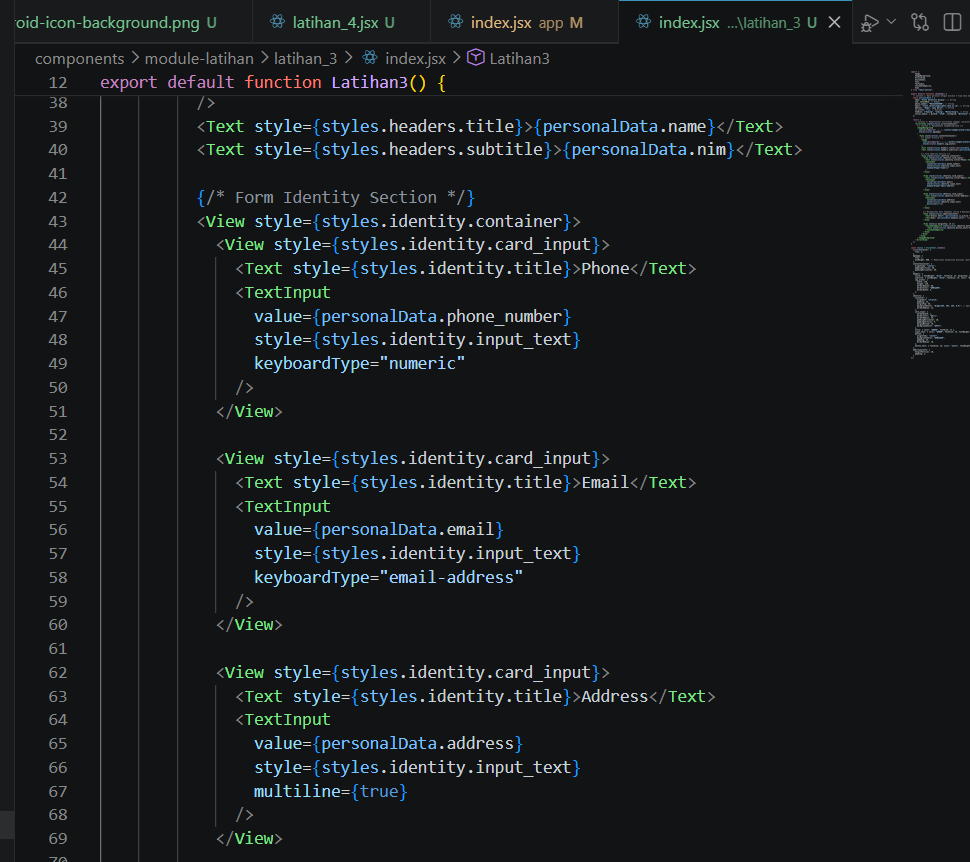 roid-icon-background.png U latihan_4.jsx U index.jsx app M index.jsx ...\latihan_3 U
components > module-latihan > latihan_3 > index.jsx > Latihan3
12 export default function Latihan3() {
38 />
39 <Text style={styles.headers.title}>{personalData.name}</Text>
40 <Text style={styles.headers.subtitle}>{personalData.nim}</Text>
41
42 {/* Form Identity Section */}
43 <View style={styles.identity.container}>
44 <View style={styles.identity.card_input}>
45 <Text style={styles.identity.title}>Phone</Text>
46 <TextInput
47 value={personalData.phone_number}
48 style={styles.identity.input_text}
49 keyboardType="numeric"
50 />
51 </View>
52
53 <View style={styles.identity.card_input}>
54 <Text style={styles.identity.title}>Email</Text>
55 <TextInput
56 value={personalData.email}
57 style={styles.identity.input_text}
58 keyboardType="email-address"
59 />
60 </View>
61
62 <View style={styles.identity.card_input}>
63 <Text style={styles.identity.title}>Address</Text>
64 <TextInput
65 value={personalData.address}
66 style={styles.identity.input_text}
67 multiline={true}
68 />
69 </View>
70